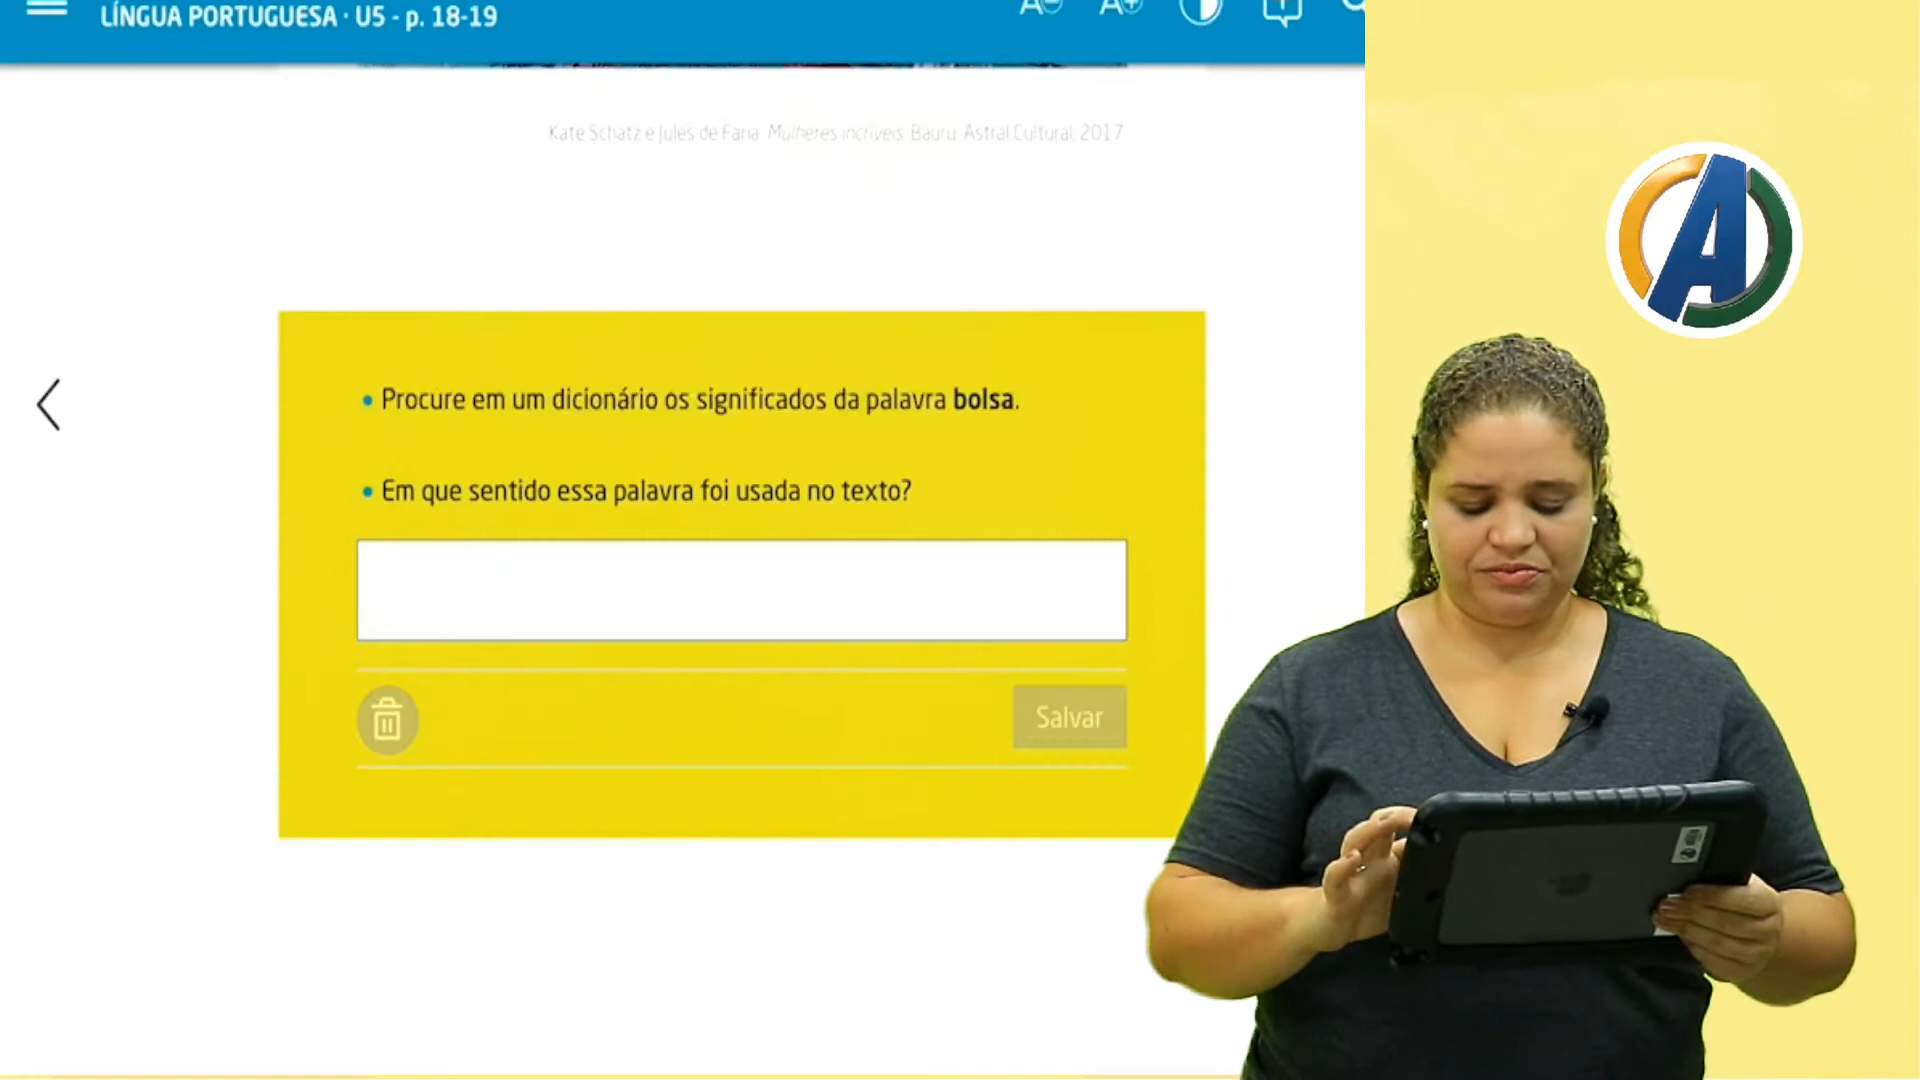 LÍNGUA PORTUGUESA · U5 - p. 18-19
A- A+
Kate Schatz e Jules de Faria. Mulheres incríveis. Bauru: Astral Cultural, 2017
• Procure em um dicionário os significados da palavra bolsa.
• Em que sentido essa palavra foi usada no texto?
Salvar
A